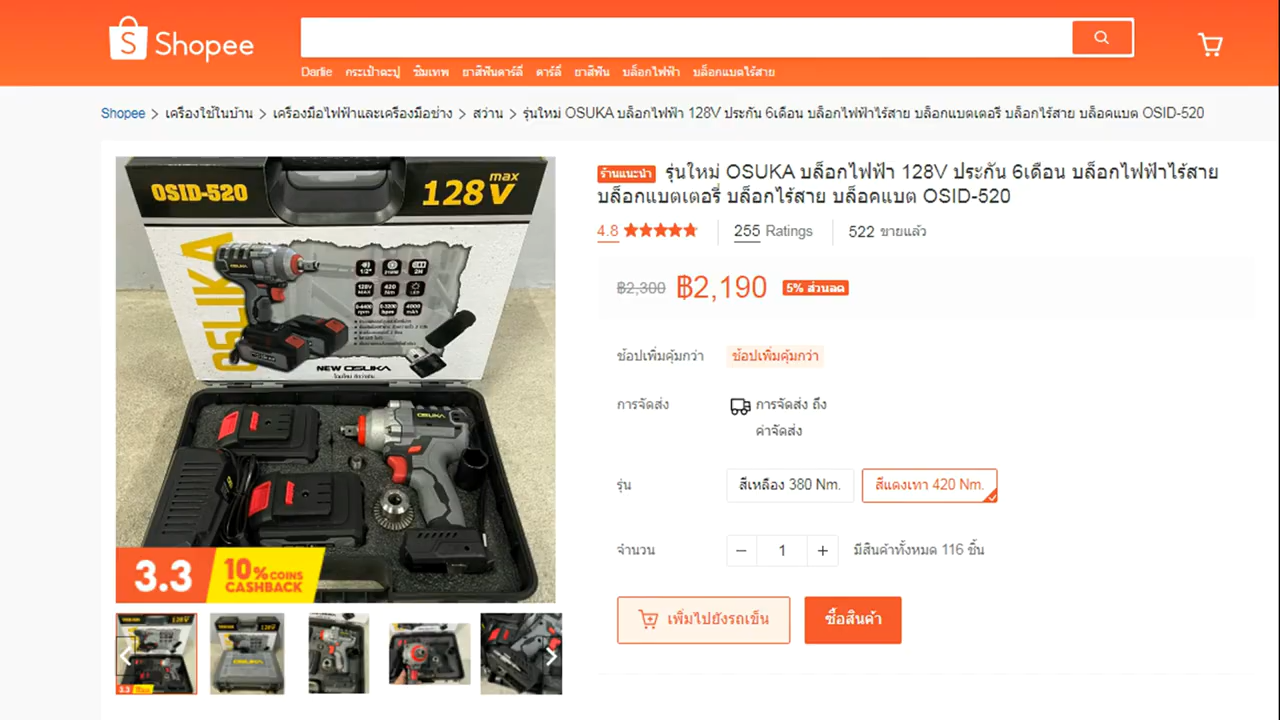 Shopee
Darlie กระเป๋าตะปู ซิมเทพ ยาสีฟันดาร์ลี่ ดาร์ลี่ ยาสีฟัน บล็อกไฟฟ้า บล็อกแบตไร้สาย
Shopee > เครื่องใช้ในบ้าน > เครื่องมือไฟฟ้าและเครื่องมือช่าง > สว่าน > รุ่นใหม่ OSUKA บล็อกไฟฟ้า 128V ประกัน 6เดือน บล็อกไฟฟ้าไร้สาย บล็อกแบตเตอรี่ บล็อกไร้สาย บล็อคแบต OSID-520
OSID-520
128V max
OSUKA
1/2"
128V MAX
420 Nm
LED
4000 mAh
NEW OSUKA
OSUKA
3.3
10% COINS CASHBACK
ร้านแนะนำ รุ่นใหม่ OSUKA บล็อกไฟฟ้า 128V ประกัน 6เดือน บล็อกไฟฟ้าไร้สาย
บล็อกแบตเตอรี่ บล็อกไร้สาย บล็อคแบต OSID-520
4.8 255 Ratings 522 ขายแล้ว
฿2,300 ฿2,190 5% ส่วนลด
ช้อปเพิ่มคุ้มกว่า ช้อปเพิ่มคุ้มกว่า
การจัดส่ง การจัดส่ง ถึง
ค่าจัดส่ง
รุ่น สีเหลือง 380 Nm. สีแดงเทา 420 Nm.
จำนวน − 1 + มีสินค้าทั้งหมด 116 ชิ้น
เพิ่มไปยังรถเข็น ซื้อสินค้า